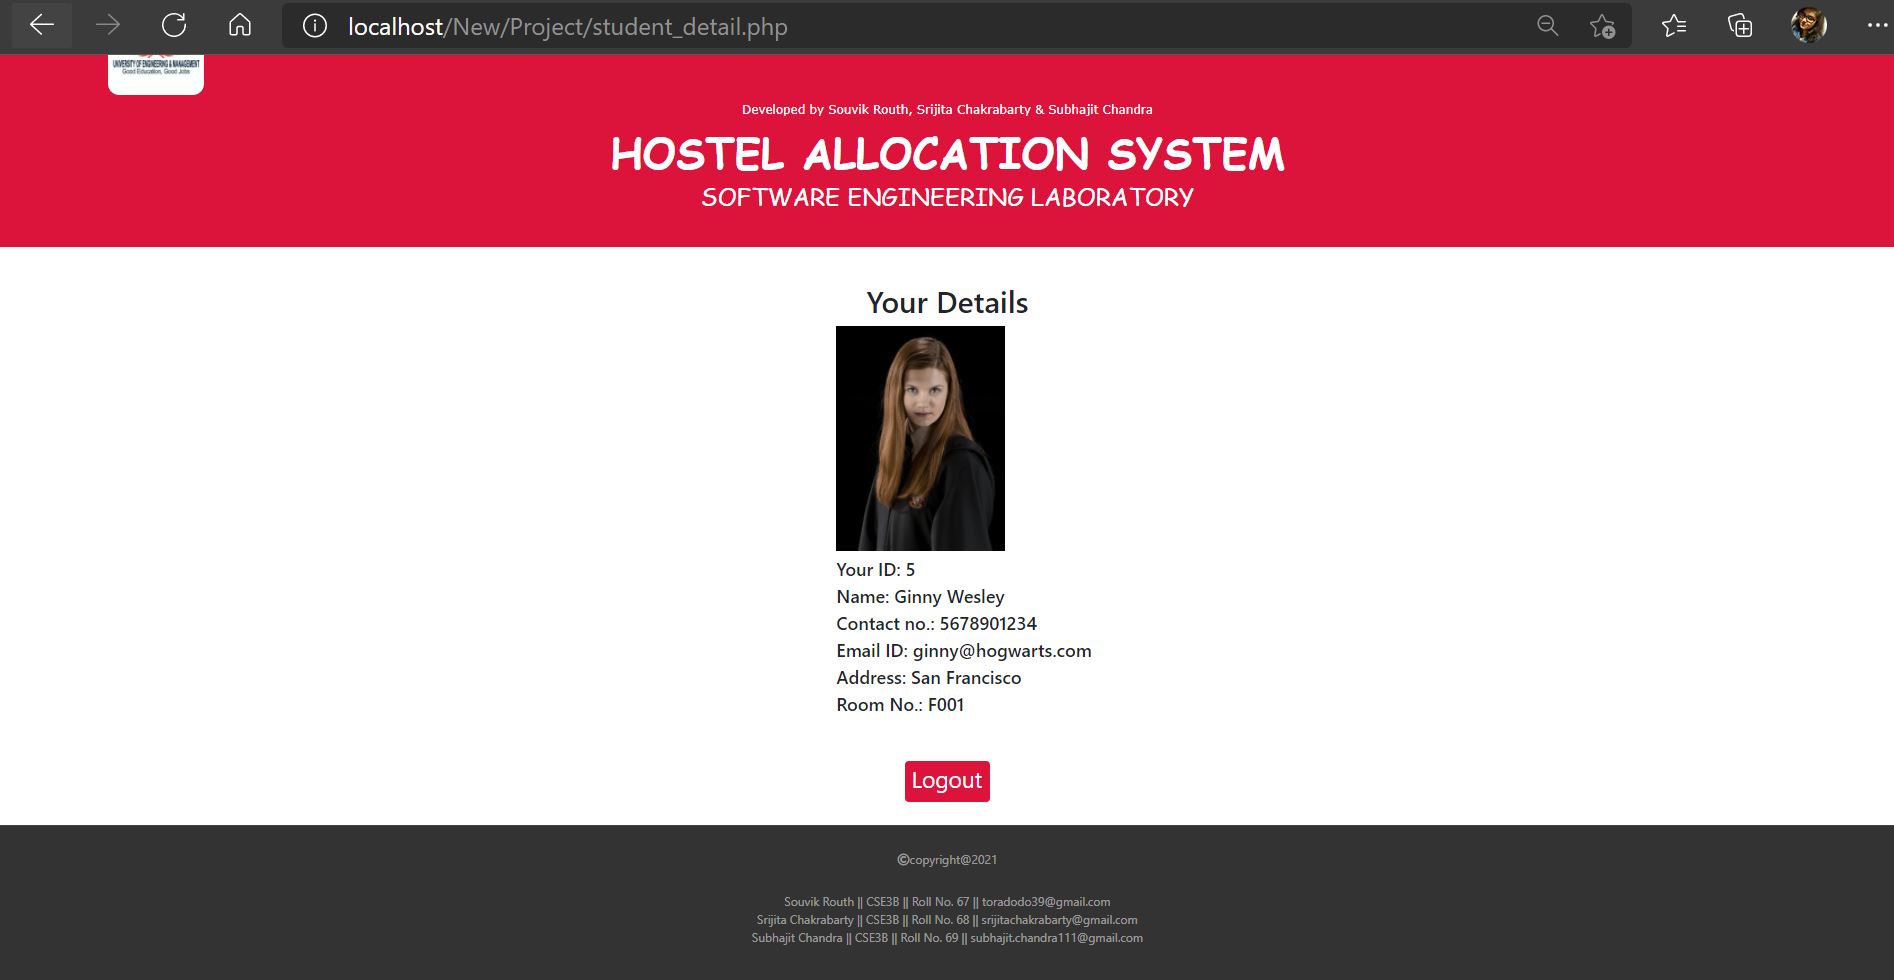 localhost/New/Project/student_detail.php
UNIVERSITY OF ENGINEERING & MANAGEMENT
Good Education, Good Jobs
Developed by Souvik Routh, Srijita Chakrabarty & Subhajit Chandra
HOSTEL ALLOCATION SYSTEM
SOFTWARE ENGINEERING LABORATORY
Your Details
Your ID: 5
Name: Ginny Wesley
Contact no.: 5678901234
Email ID: ginny@hogwarts.com
Address: San Francisco
Room No.: F001
Logout
©copyright@2021
Souvik Routh || CSE3B || Roll No. 67 || toradodo39@gmail.com
Srijita Chakrabarty || CSE3B || Roll No. 68 || srijitachakrabarty@gmail.com
Subhajit Chandra || CSE3B || Roll No. 69 || subhajit.chandra111@gmail.com